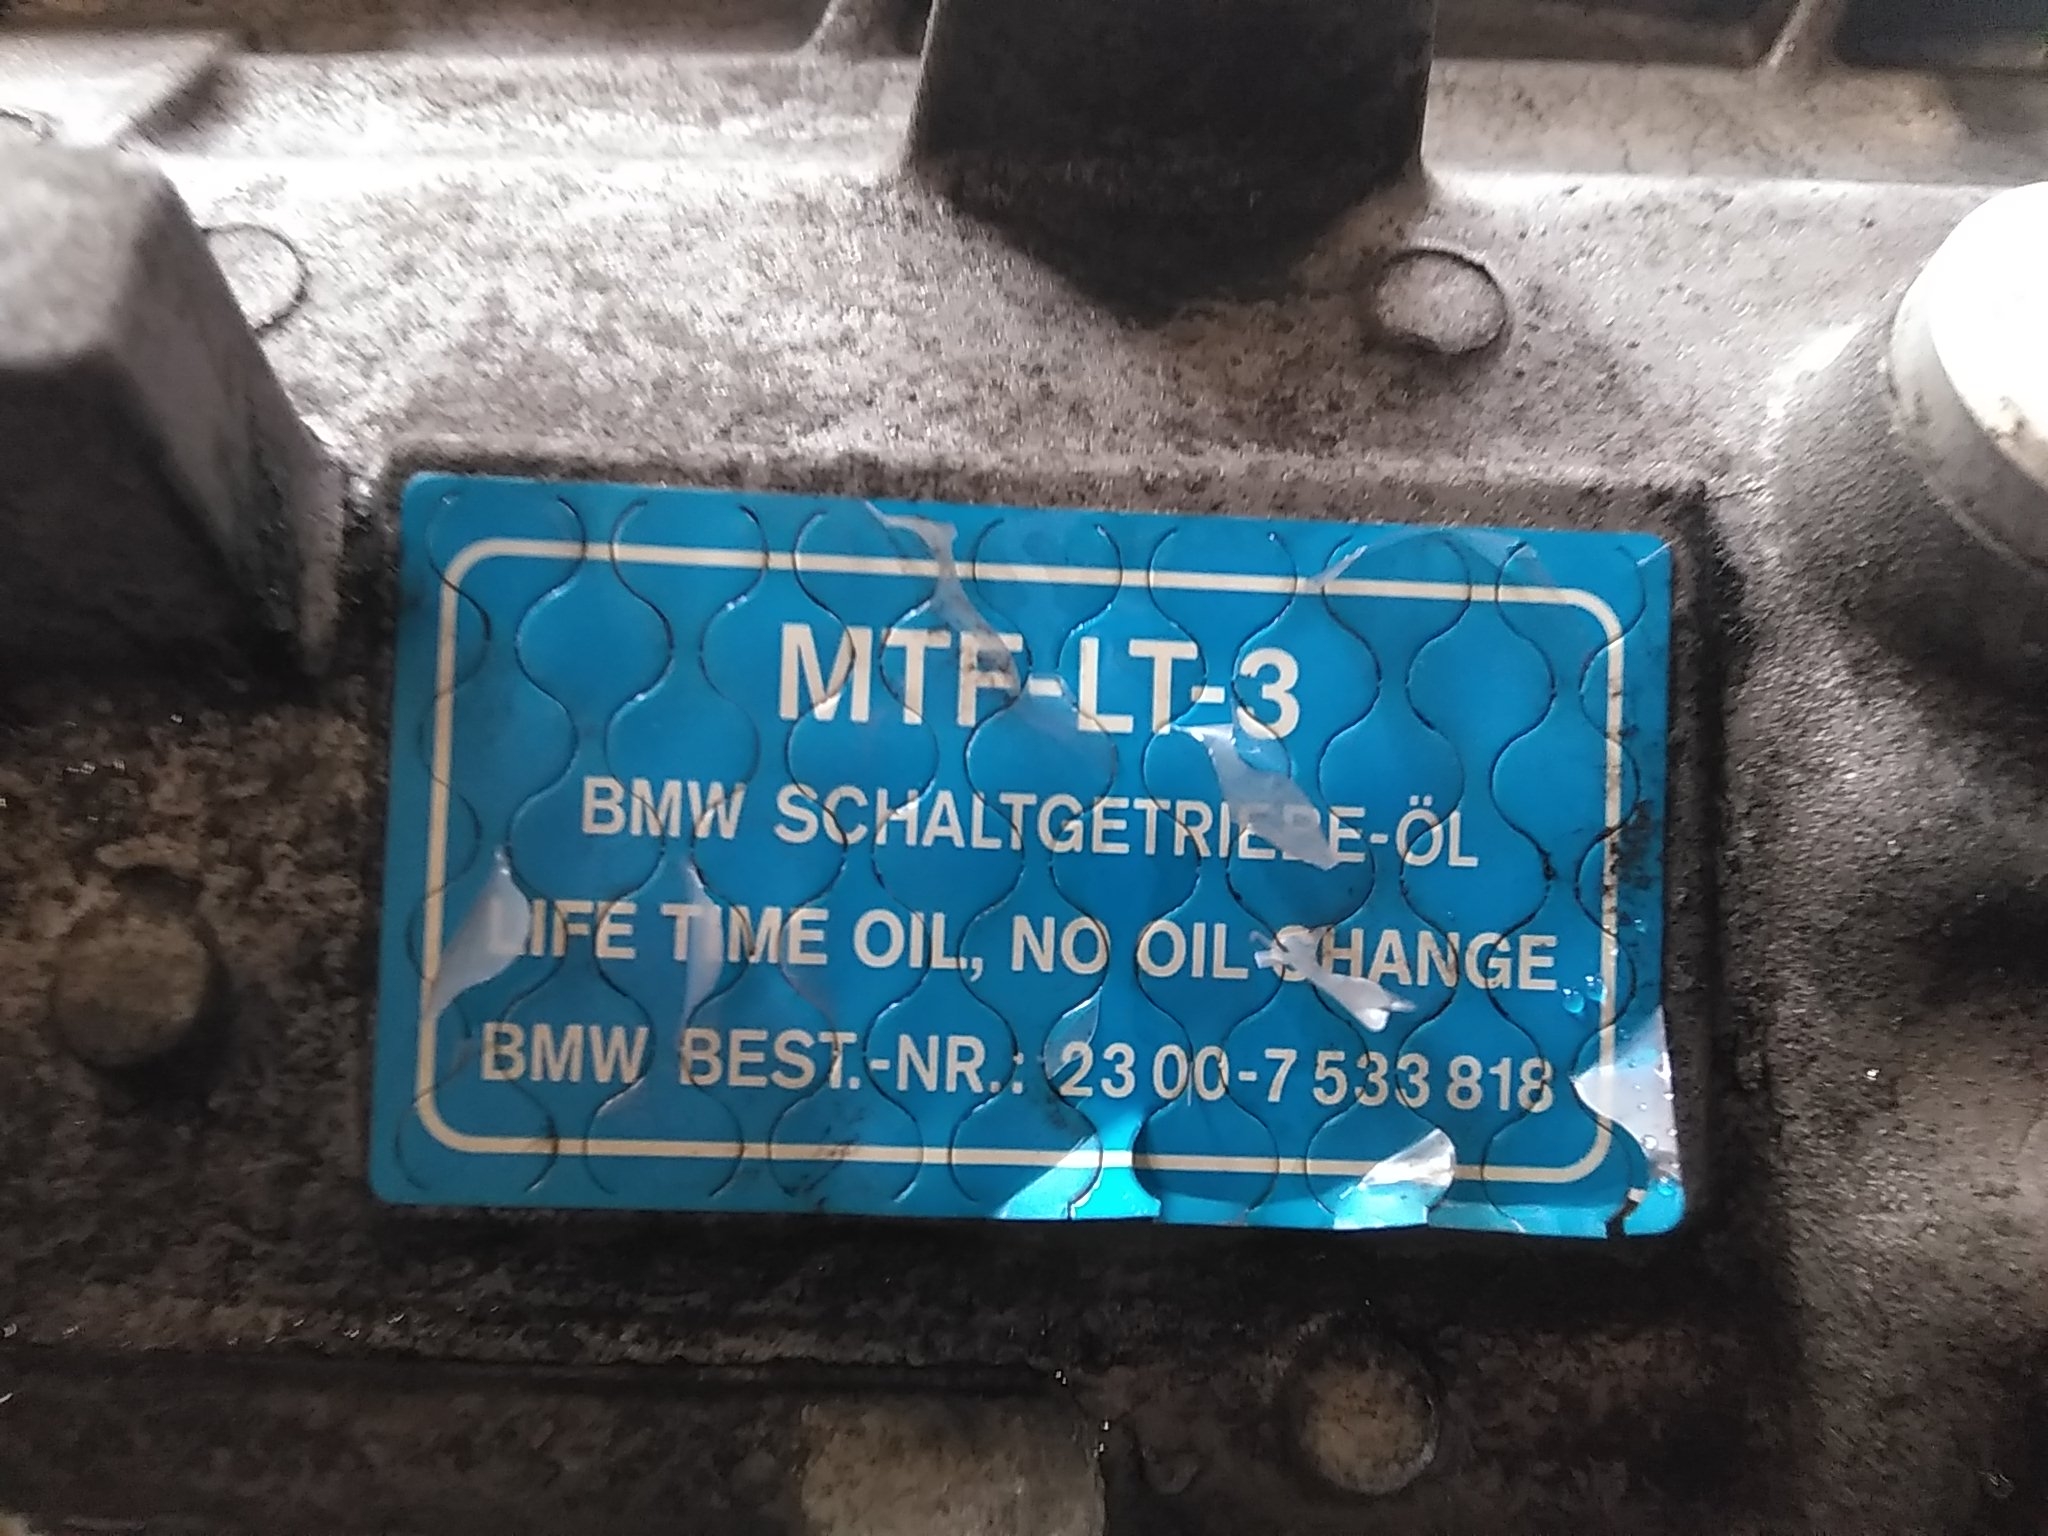 MTF-LT-3
BMW SCHALTGETRIEBE-ÖL
LIFE TIME OIL, NO OIL CHANGE
BMW BEST.-NR.: 23 00-7 533 818